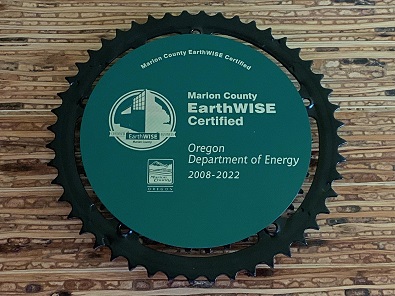 Marion County EarthWISE Certified
Marion County
EarthWISE
Certified
EarthWISE
Marion County
Oregon
Department of Energy
2008-2022
OREGON